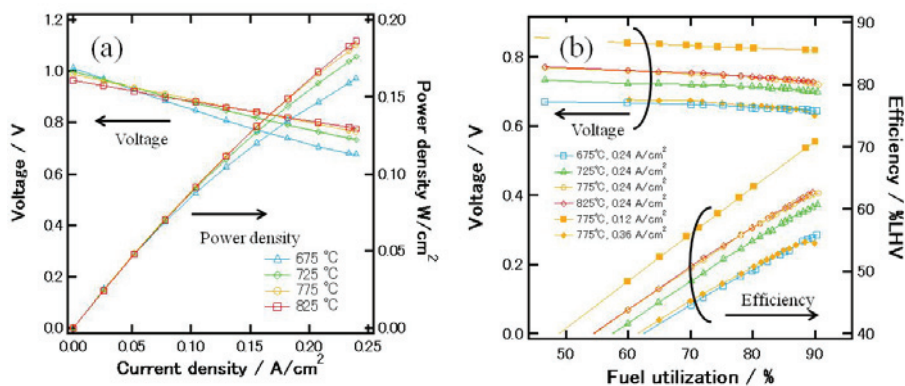 (a)
Voltage / V
1.2
1.0
0.8
0.6
0.4
0.2
0.0
Voltage
Power density
675 °C
725 °C
775 °C
825 °C
0.20
0.15
0.10
0.05
0.00
Power density W/cm²
0.00 0.05 0.10 0.15 0.20 0.25
Current density / A/cm²
(b)
Voltage / V
0.8
0.6
0.4
0.2
0
Voltage
675°C, 0.24 A/cm²
725°C, 0.24 A/cm²
775°C, 0.24 A/cm²
825°C, 0.24 A/cm²
775°C, 0.12 A/cm²
775°C, 0.36 A/cm²
Efficiency
90
80
70
60
50
40
Efficiency / %LHV
50 60 70 80 90
Fuel utilization / %